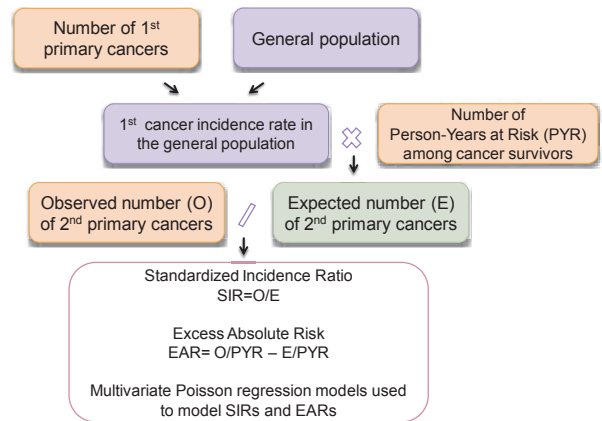 Number of 1st
primary cancers
General population
1st cancer incidence rate in
the general population
Number of
Person-Years at Risk (PYR)
among cancer survivors
Observed number (O)
of 2nd primary cancers
Expected number (E)
of 2nd primary cancers
Standardized Incidence Ratio
SIR=O/E
Excess Absolute Risk
EAR= O/PYR – E/PYR
Multivariate Poisson regression models used
to model SIRs and EARs